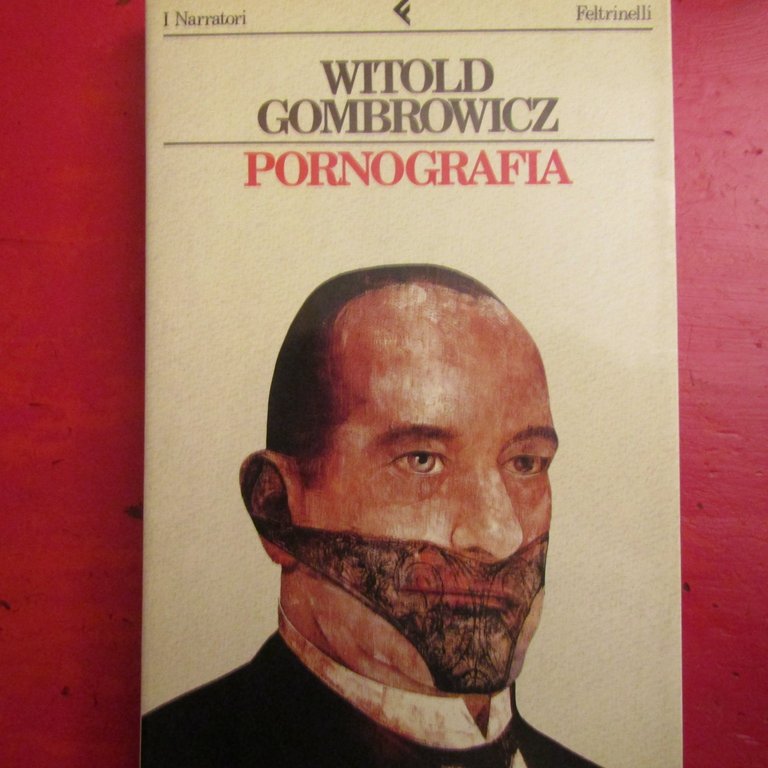 I Narratori
Feltrinelli
WITOLD
GOMBROWICZ
PORNOGRAFIA